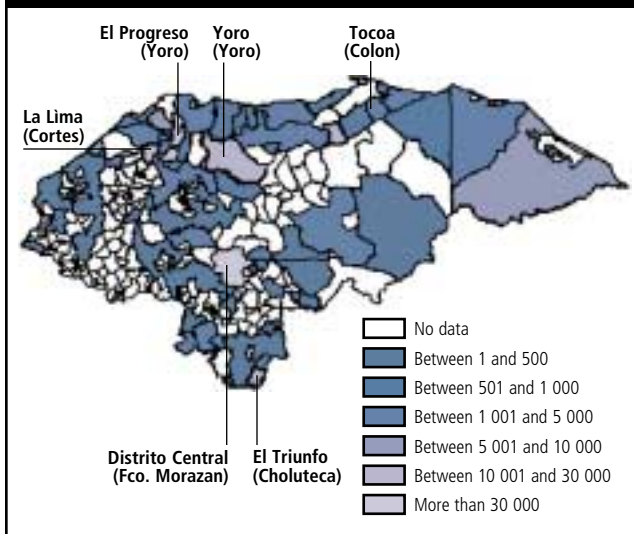 El Progreso
(Yoro)
Yoro
(Yoro)
Tocoa
(Colon)
La Lìma
(Cortes)
No data
Between 1 and 500
Between 501 and 1 000
Between 1 001 and 5 000
Between 5 001 and 10 000
Between 10 001 and 30 000
More than 30 000
Distrito Central
(Fco. Morazan)
El Triunfo
(Choluteca)